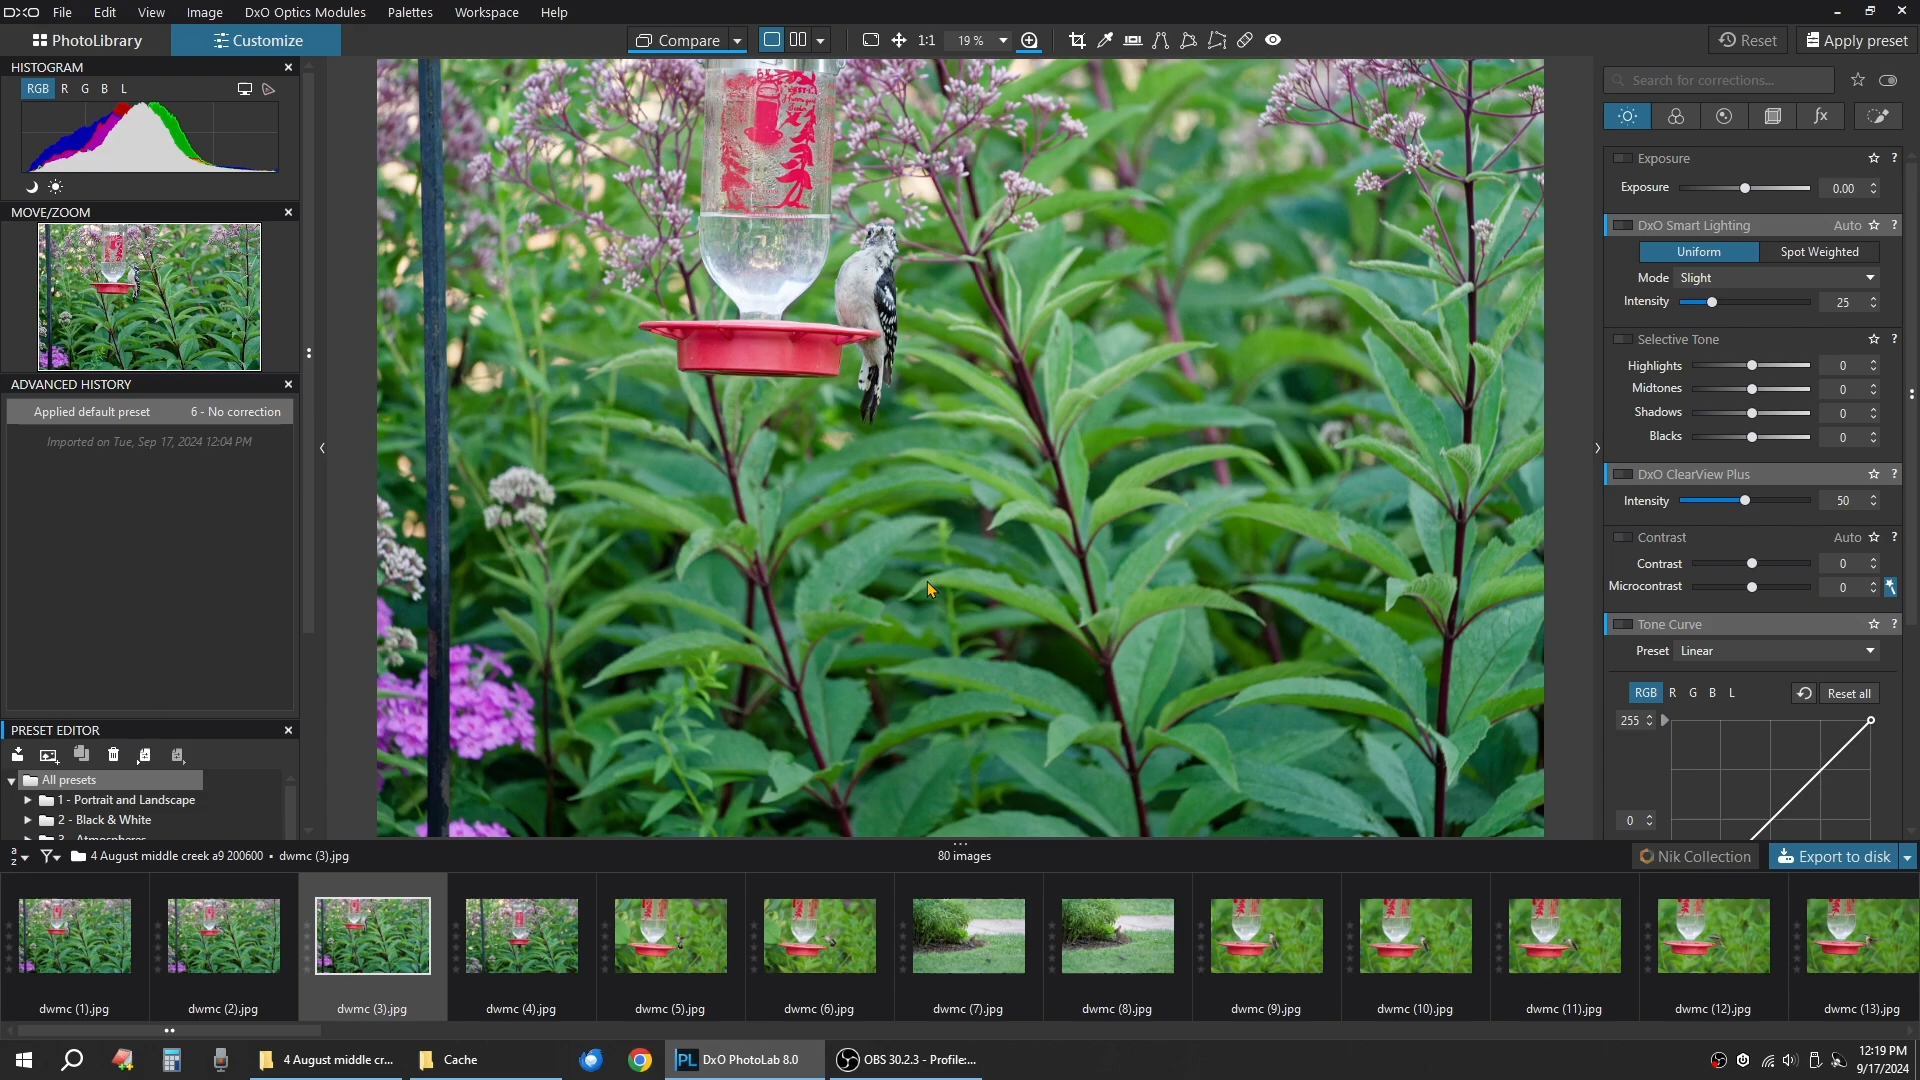 DXO File Edit View Image DxO Optics Modules Palettes Workspace Help
PhotoLibrary Customize Compare 1:1 19 % Reset Apply preset
HISTOGRAM
RGB R G B L
MOVE/ZOOM
ADVANCED HISTORY
Applied default preset 6 - No correction
Imported on Tue, Sep 17, 2024 12:04 PM
PRESET EDITOR
All presets
1 - Portrait and Landscape
2 - Black & White
3 - Atmospheres
Search for corrections...
fx
Exposure ?
Exposure 0.00
DxO Smart Lighting Auto ?
Uniform Spot Weighted
Mode Slight
Intensity 25
Selective Tone ?
Highlights 0
Midtones 0
Shadows 0
Blacks 0
DxO ClearView Plus ?
Intensity 50
Contrast Auto ?
Contrast 0
Microcontrast 0
Tone Curve ?
Preset Linear
RGB R G B L Reset all
255
0
a z 4 August middle creek a9 200600 • dwmc (3).jpg 80 images Nik Collection Export to disk
dwmc (1).jpg dwmc (2).jpg dwmc (3).jpg dwmc (4).jpg dwmc (5).jpg dwmc (6).jpg dwmc (7).jpg dwmc (8).jpg dwmc (9).jpg dwmc (10).jpg dwmc (11).jpg dwmc (12).jpg dwmc (13).jpg
4 August middle cr... Cache PL DxO PhotoLab 8.0 OBS 30.2.3 - Profile:... 12:19 PM
9/17/2024